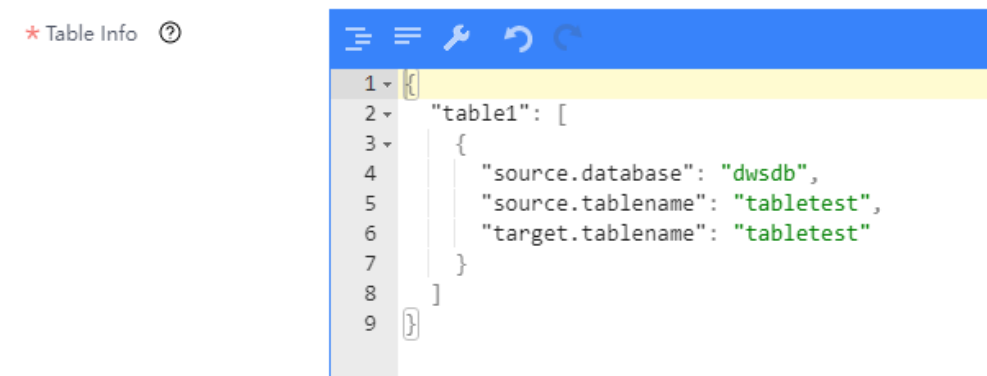 * Table Info ?
1 {
2 "table1": [
3 {
4 "source.database": "dwsdb",
5 "source.tablename": "tabletest",
6 "target.tablename": "tabletest"
7 }
8 ]
9 }